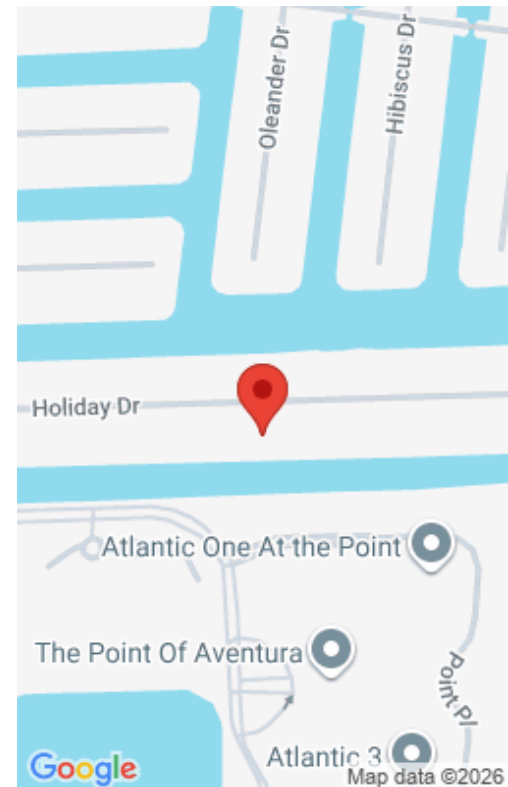 Oleander Dr
Hibiscus Dr
Holiday Dr
Atlantic One At the Point
The Point Of Aventura
Point Pl
Atlantic 3
Google
Map data ©2026